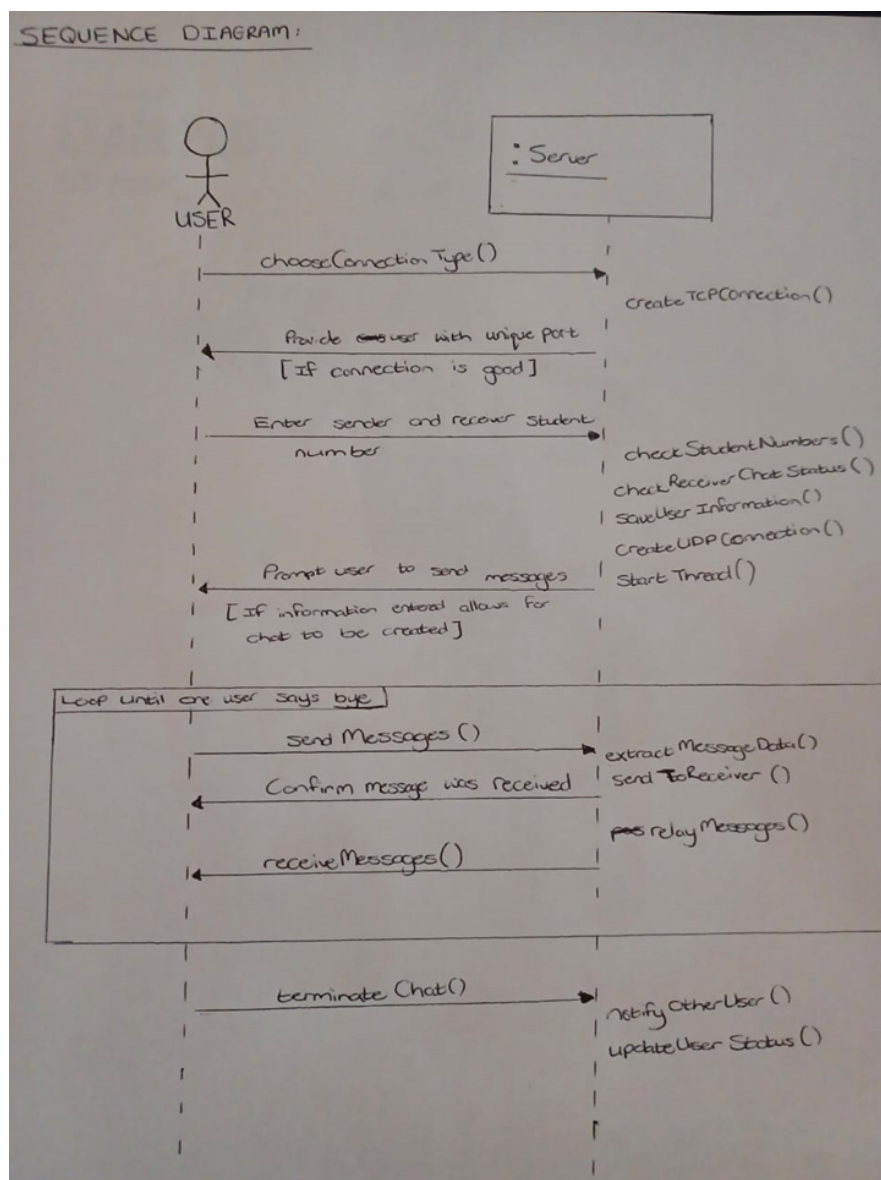 SEQUENCE DIAGRAM:
: Server
USER
chooseConnectionType()
createTCPConnection()
Provide user with unique port
[If connection is good]
Enter sender and recever student
number
checkStudentNumbers()
checkReceiverChatStatus()
saveUserInformation()
createUDPConnection()
Prompt user to send messages
startThread()
[If information entered allows for
chat to be created]
Loop until one user says bye
sendMessages()
extractMessageData()
Confirm message was received
sendToReceiver()
relayMessages()
receiveMessages()
terminateChat()
notifyOtherUser()
updateUserStatus()